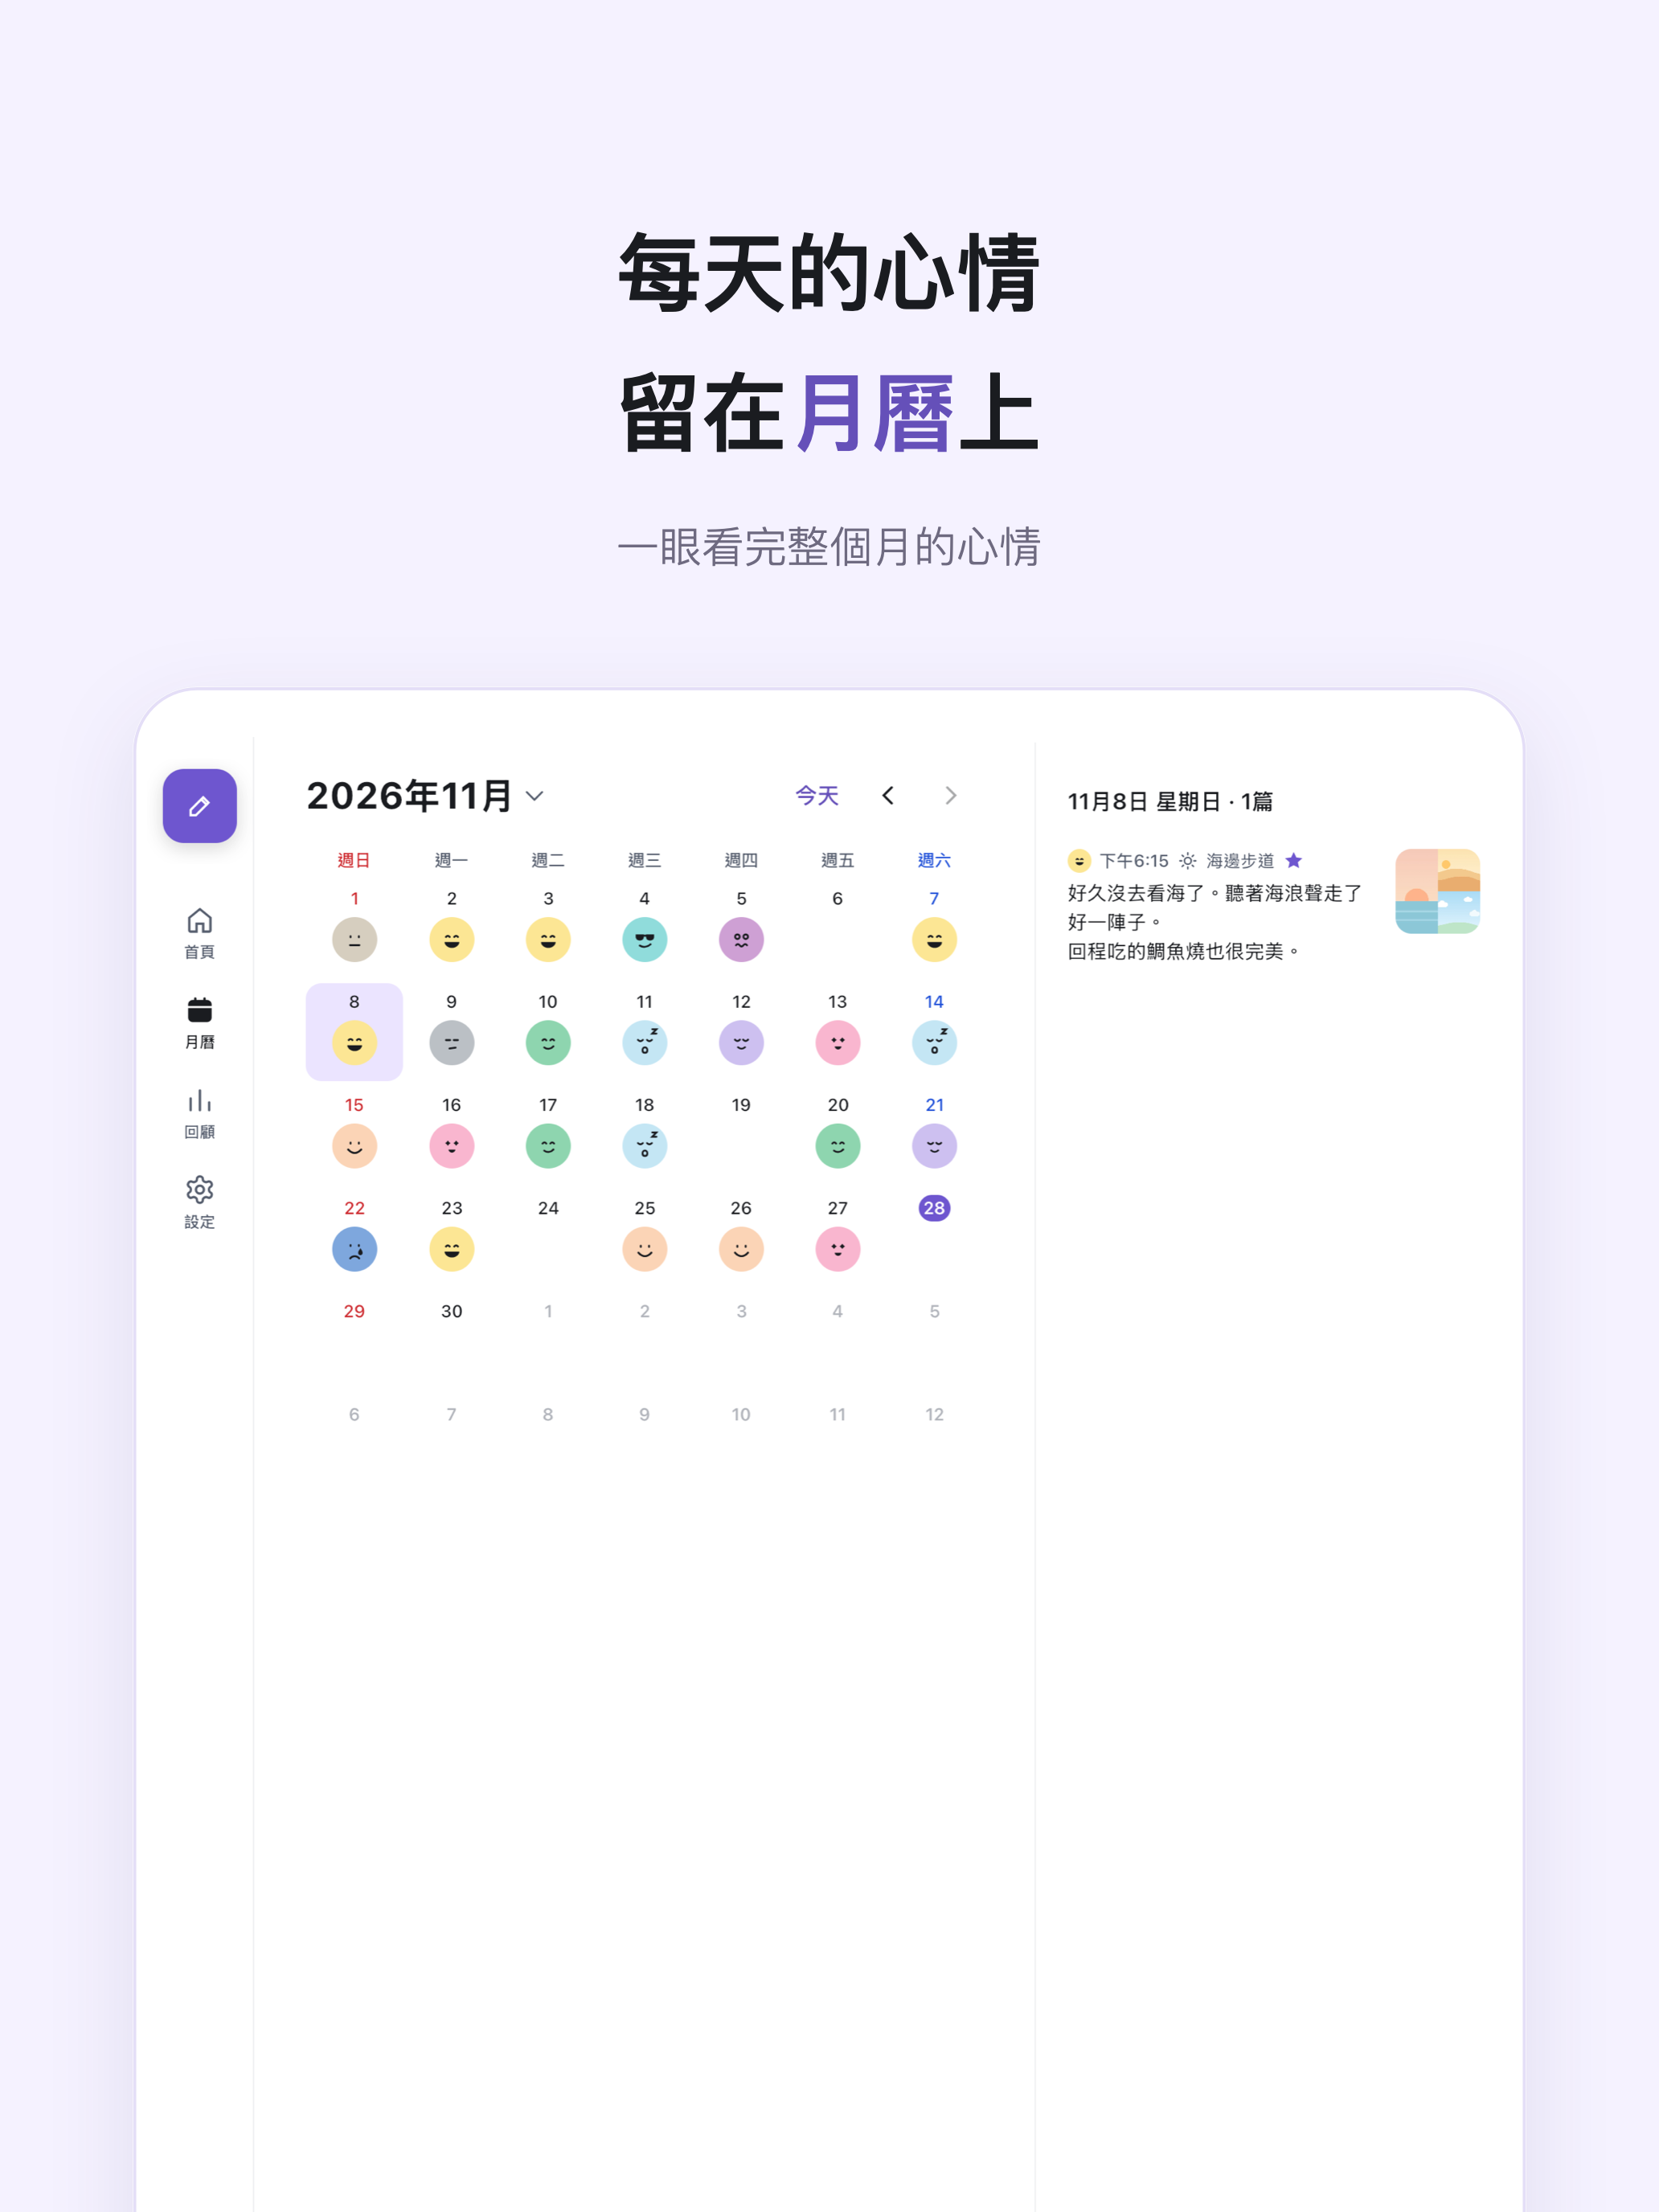 每天的心情
留在月曆上
一眼看完整個月的心情
首頁
月曆
回顧
設定
2026年11月
今天
週日 週一 週二 週三 週四 週五 週六
1 2 3 4 5 6 7
8 9 10 11 12 13 14
15 16 17 18 19 20 21
22 23 24 25 26 27 28
29 30 1 2 3 4 5
6 7 8 9 10 11 12
11月8日 星期日 · 1篇
下午6:15 海邊步道
好久沒去看海了。聽著海浪聲走了
好一陣子。
回程吃的鯛魚燒也很完美。